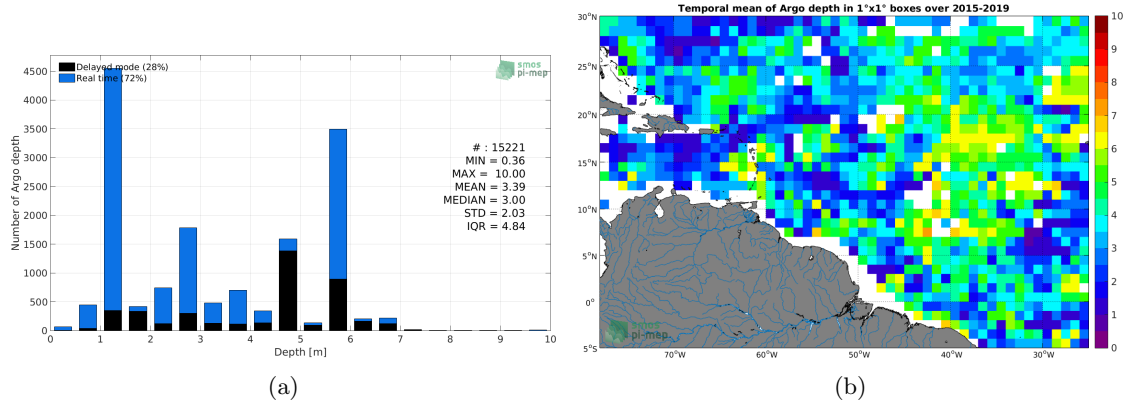 Delayed mode (28%)
Real time (72%)
smos
pi-mep
# : 15221
MIN = 0.36
MAX = 10.00
MEAN = 3.39
MEDIAN = 3.00
STD = 2.03
IQR = 4.84
Number of Argo depth
4500
4000
3500
3000
2500
2000
1500
1000
500
0
0 1 2 3 4 5 6 7 8 9 10
Depth [m]
(a)
Temporal mean of Argo depth in 1°x1° boxes over 2015-2019
30°N
25°N
20°N
15°N
10°N
5°N
0°
5°S
70°W 60°W 50°W 40°W 30°W
smos
pi-mep
10
9
8
7
6
5
4
3
2
1
0
(b)